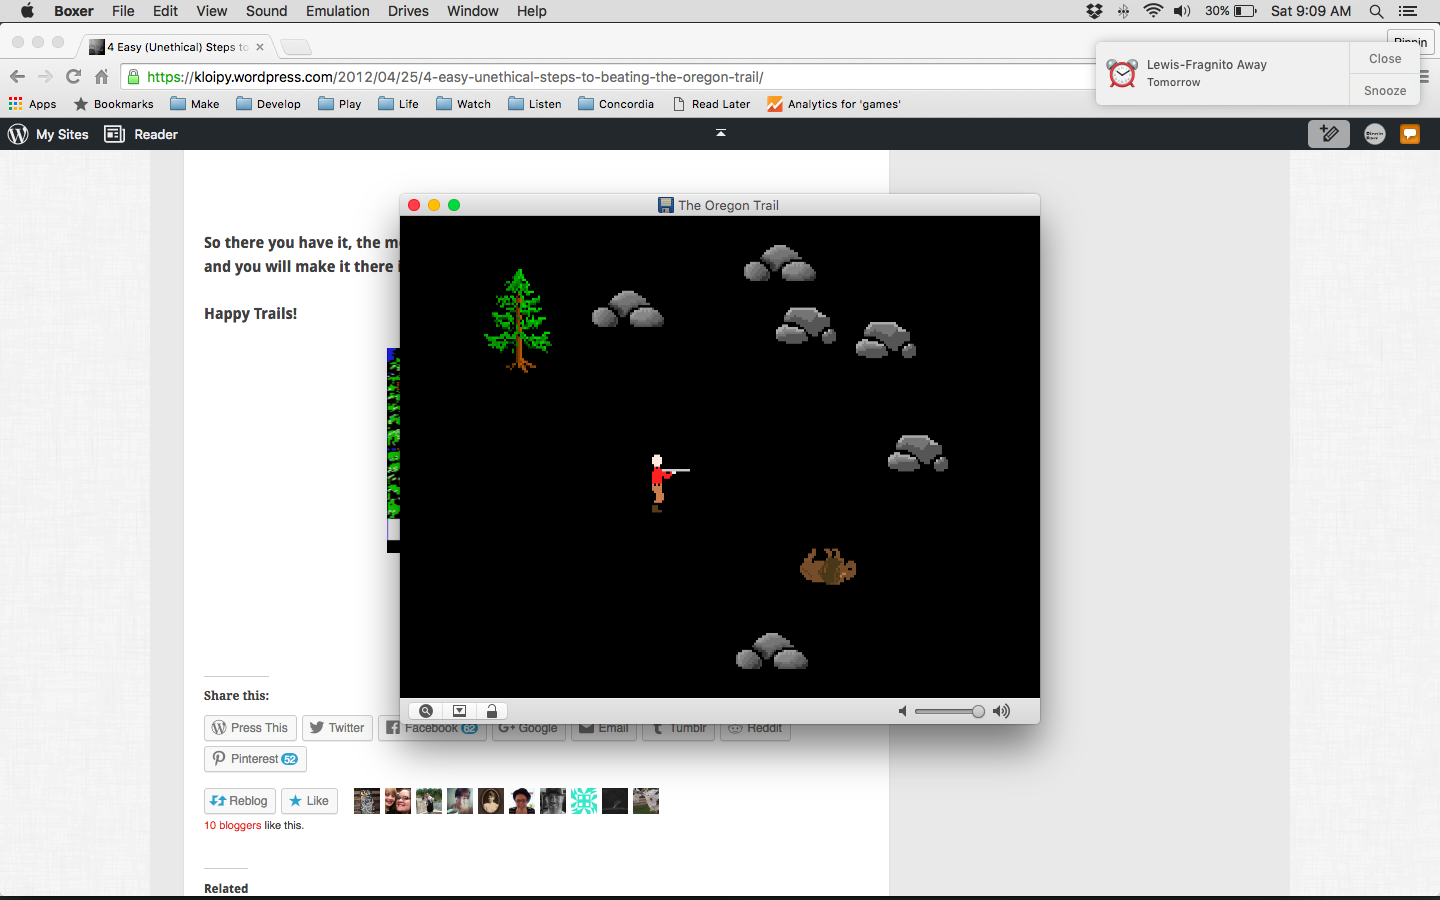 Boxer File Edit View Sound Emulation Drives Window Help 30% Sat 9:09 AM
4 Easy (Unethical) Steps to
https://kloipy.wordpress.com/2012/04/25/4-easy-unethical-steps-to-beating-the-oregon-trail/
Lewis-Fragnito Away
Tomorrow
Close
Snooze
Apps Bookmarks Make Develop Play Life Watch Listen Concordia Read Later Analytics for 'games'
My Sites Reader
The Oregon Trail
So there you have it, the
and you will make it there
Happy Trails!
Share this:
Press This Twitter Facebook 62 Google Email Tumblr Reddit
Pinterest 52
Reblog Like
10 bloggers like this.
Related